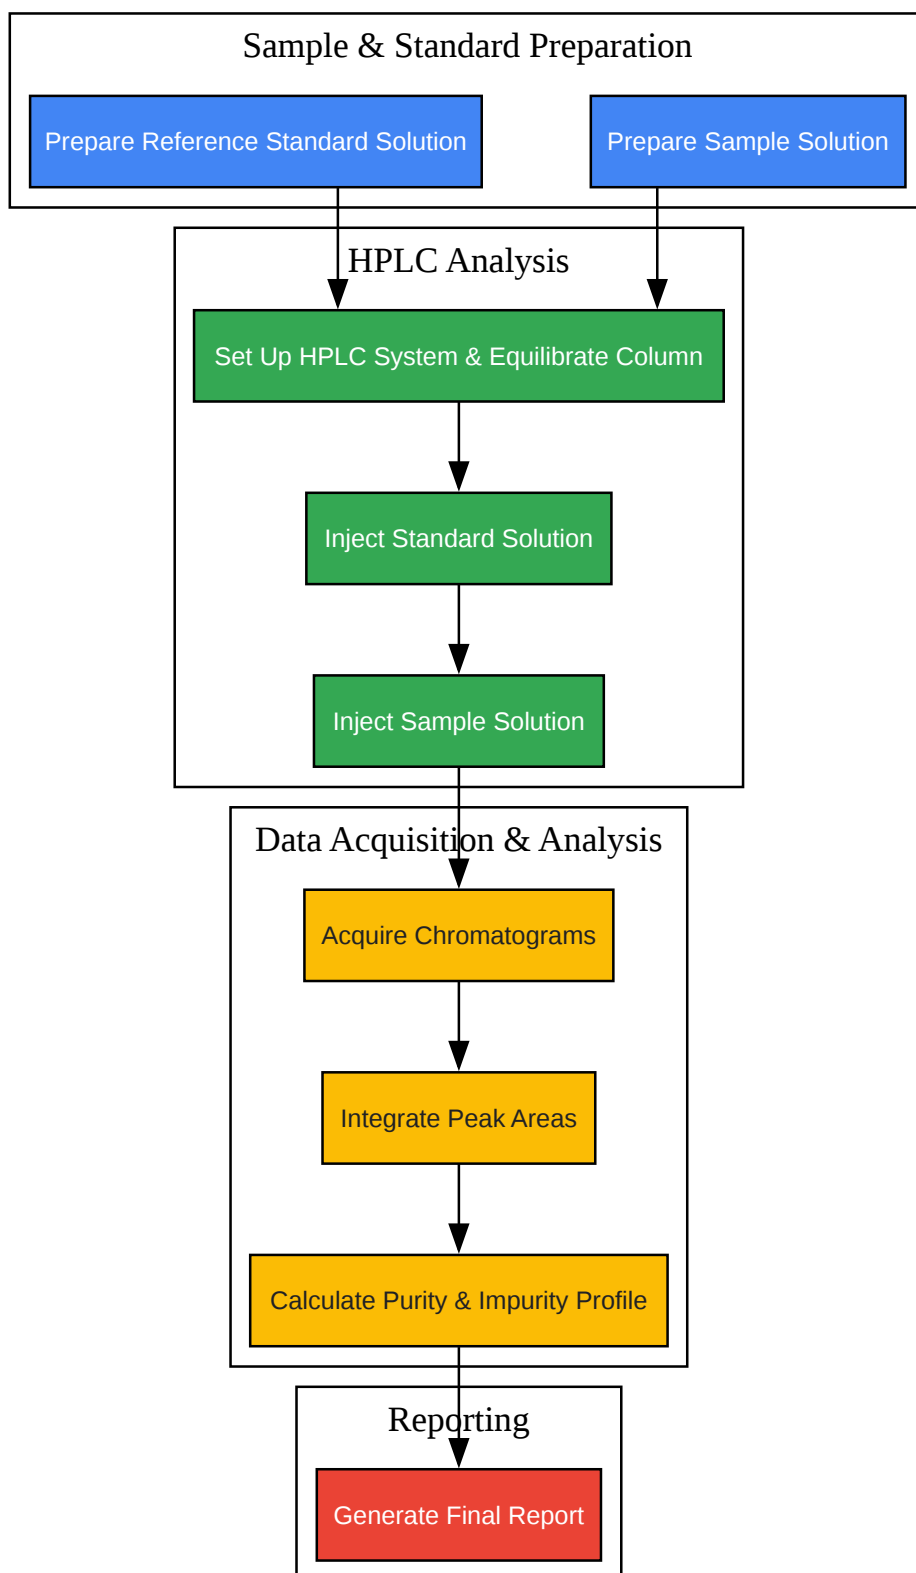 Sample & Standard Preparation
Prepare Reference Standard Solution
Prepare Sample Solution
HPLC Analysis
Set Up HPLC System & Equilibrate Column
Inject Standard Solution
Inject Sample Solution
Data Acquisition & Analysis
Acquire Chromatograms
Integrate Peak Areas
Calculate Purity & Impurity Profile
Reporting
Generate Final Report